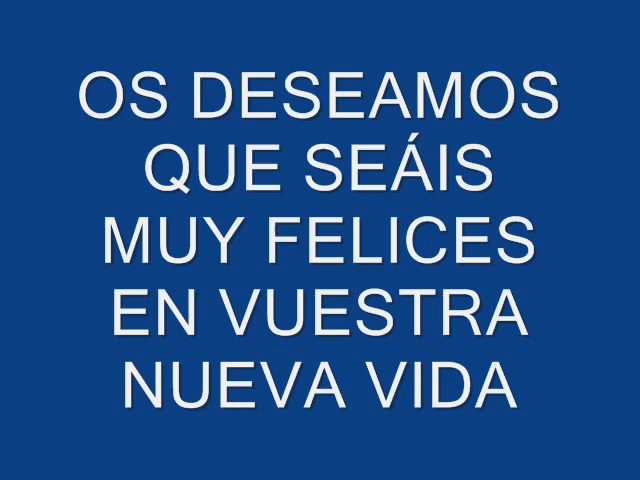 OS DESEAMOS
QUE SEÁIS
MUY FELICES
EN VUESTRA
NUEVA VIDA